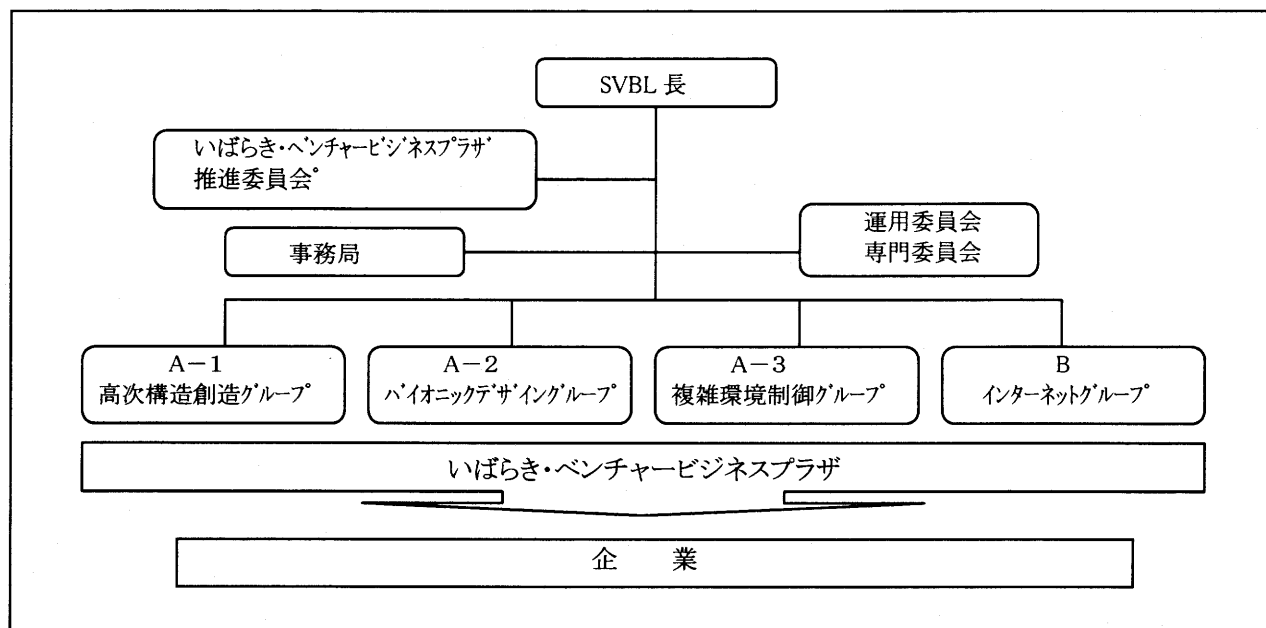 SVBL 長
いばらき・ベンチャービジネスプラザ
推進委員会゜
運用委員会
専門委員会
事務局
A-1
高次構造創造グループ
A-2
バイオニックデザイングループ
A-3
複雑環境制御グループ
B
インターネットグループ
いばらき・ベンチャービジネスプラザ
企 業